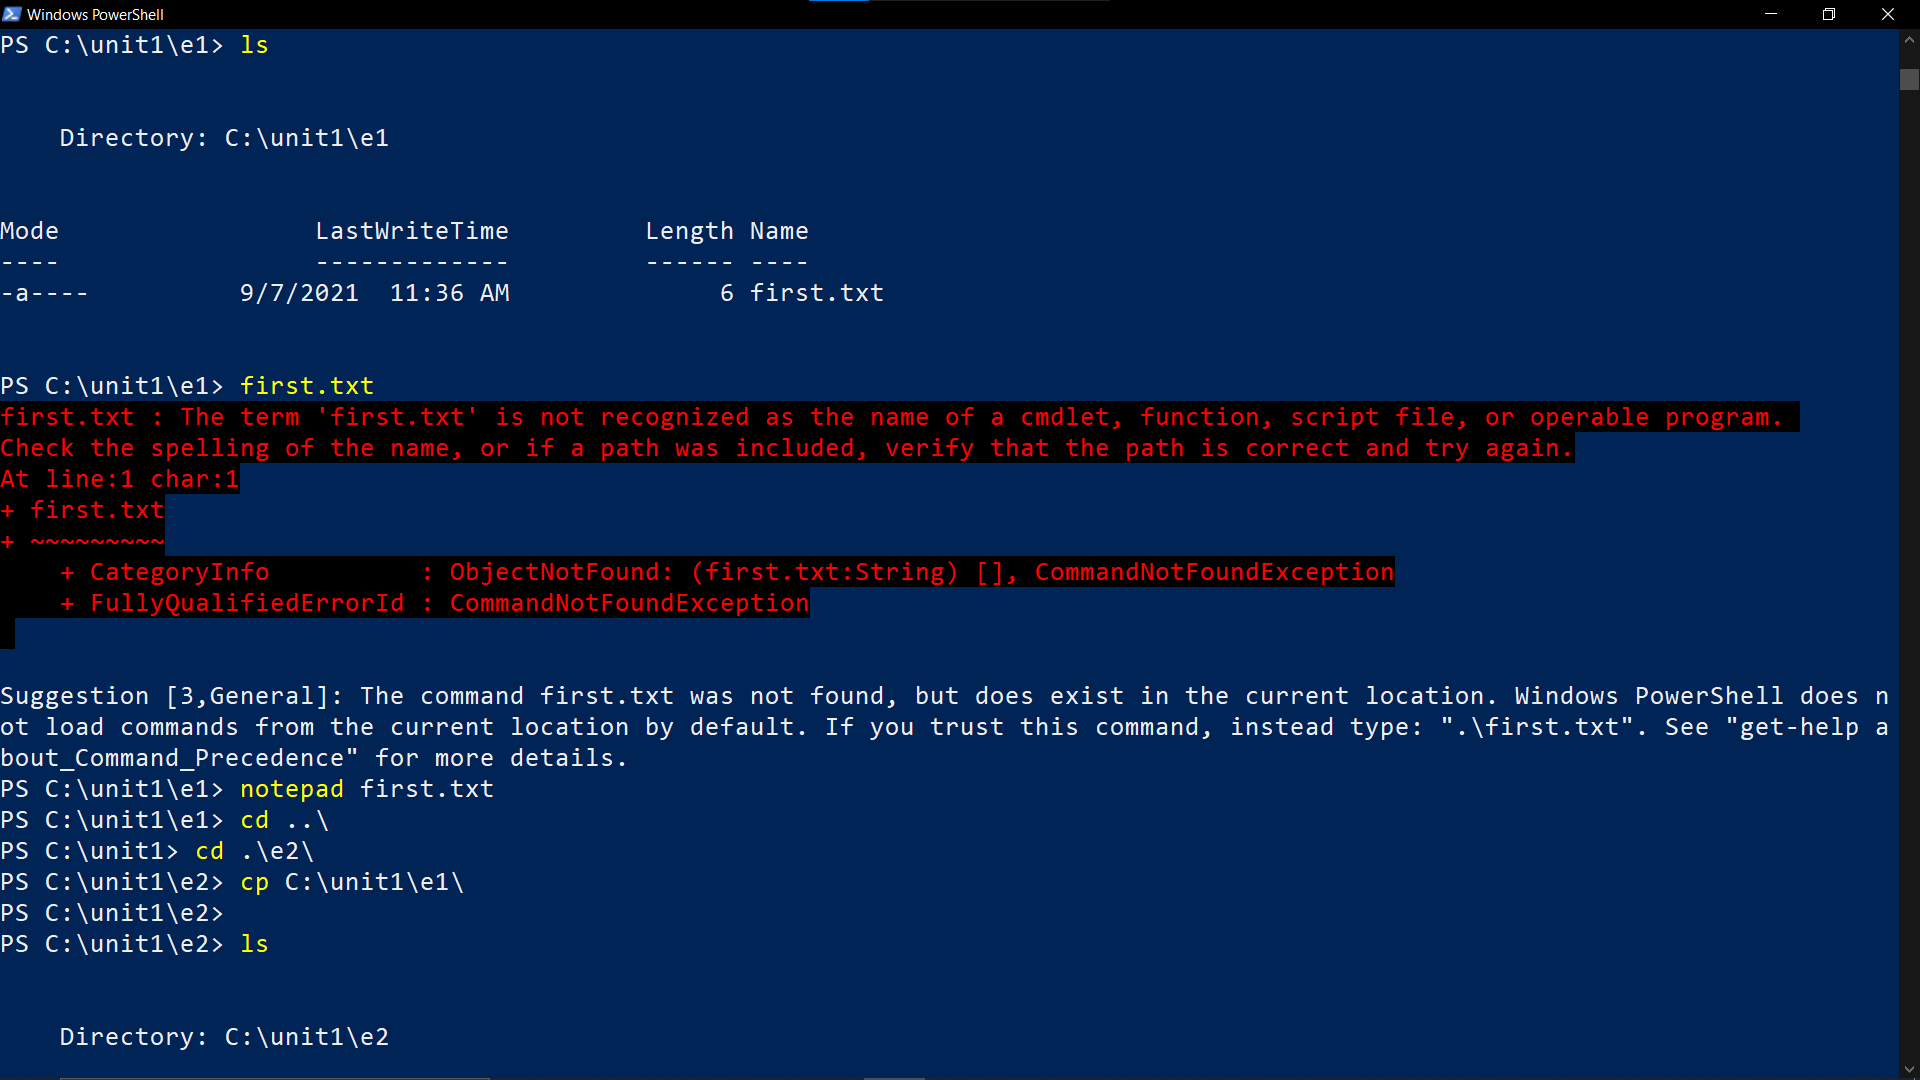 Windows PowerShell
PS C:\unit1\e1> ls
Directory: C:\unit1\e1
Mode                 LastWriteTime         Length Name
----                 -------------         ------ ----
-a----          9/7/2021  11:36 AM              6 first.txt
PS C:\unit1\e1> first.txt
first.txt : The term 'first.txt' is not recognized as the name of a cmdlet, function, script file, or operable program.
Check the spelling of the name, or if a path was included, verify that the path is correct and try again.
At line:1 char:1
+ first.txt
+ ~~~~~~~~~
    + CategoryInfo          : ObjectNotFound: (first.txt:String) [], CommandNotFoundException
    + FullyQualifiedErrorId : CommandNotFoundException
Suggestion [3,General]: The command first.txt was not found, but does exist in the current location. Windows PowerShell does n
ot load commands from the current location by default. If you trust this command, instead type: ".\first.txt". See "get-help a
bout_Command_Precedence" for more details.
PS C:\unit1\e1> notepad first.txt
PS C:\unit1\e1> cd ..\
PS C:\unit1> cd .\e2\
PS C:\unit1\e2> cp C:\unit1\e1\
PS C:\unit1\e2>
PS C:\unit1\e2> ls
Directory: C:\unit1\e2